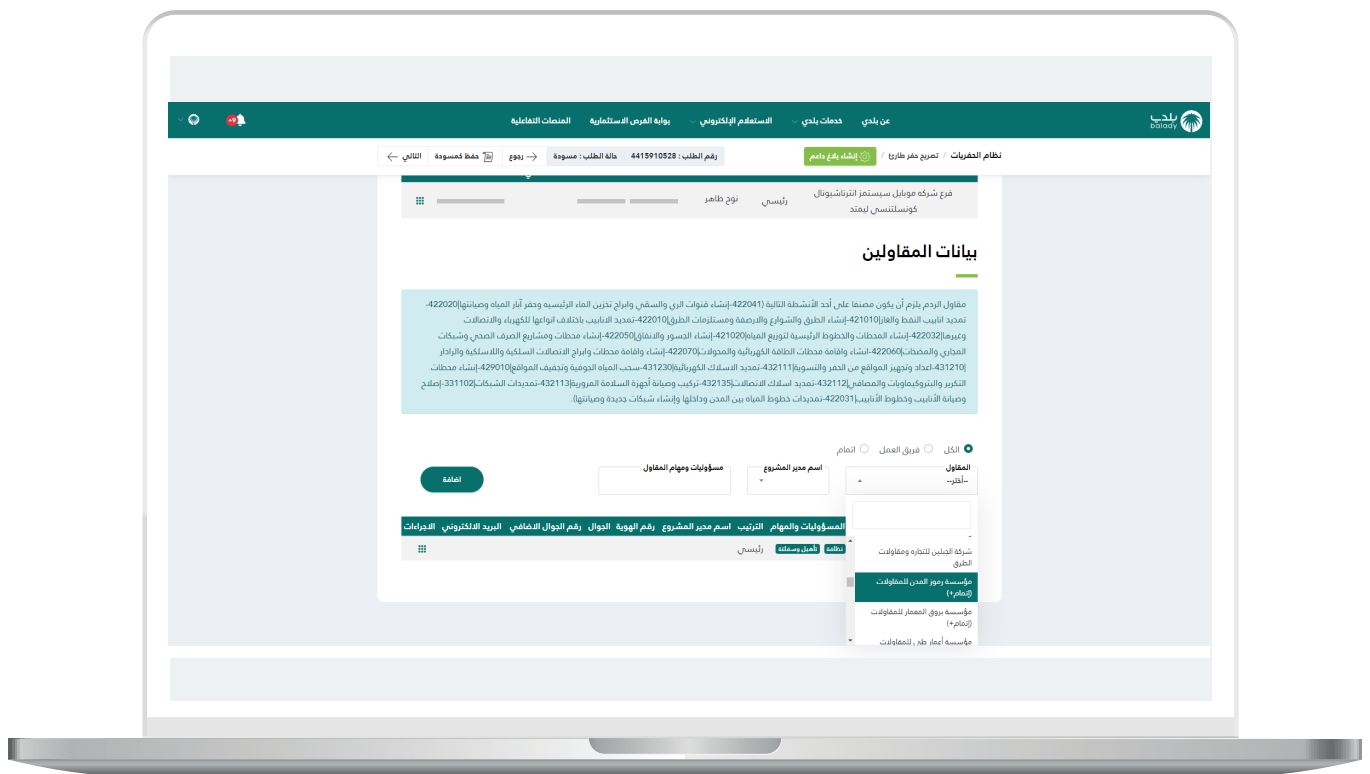 بلدي
balady
عن بلدي
خدمات بلدي
الاستعلام الإلكتروني
بوابة الفرص الاستثمارية
المنصات التفاعلية
+9
نظام الحفريات / تصريح حفر طارئ /
إنشاء بلاغ داعم
رقم الطلب : 4415910528 حالة الطلب : مسودة
رجوع
حفظ كمسودة
التالي
فرع شركه موبايل سيستمز انترناشيونال
كونسلتنسي ليمتد
رئيسي
نوح طاهر
بيانات المقاولين
مقاول الردم يلزم أن يكون مصنفا على أحد الأنشطة التالية (422041-إنشاء قنوات الري والسقي وابراج تخزين الماء الرئيسيه وحفر آبار المياه وصيانتها|422020-
تمديد انابيب النفط والغاز|421010-إنشاء الطرق والشوارع والارصفة ومستلزمات الطرق|422010-تمديد الانابيب باختلاف انواعها للكهرباء والاتصالات
وغيرها|422032-إنشاء المحطات والخطوط الرئيسية لتوزيع المياه|421020-إنشاء الجسور والانفاق|422050-إنشاء محطات ومشاريع الصرف الصحي وشبكات
المجاري والمضخات|422060-انشاء واقامة محطات الطاقة الكهربائية والمحولات|422070-إنشاء واقامة محطات وابراج الاتصالات السلكية واللاسلكية والرادار
|431210-اعداد وتجهيز المواقع من الحفر والتسوية|432111-تمديد الاسلاك الكهربائية|431230-سحب المياه الجوفية وتجفيف المواقع|429010-إنشاء محطات
التكرير والبتروكيماويات والمصافي|432112-تمديد اسلاك الاتصالات|432135-تركيب وصيانة أجهزة السلامة المرورية|432113-تمديدات الشبكات|331102-إصلاح
وصيانة الأنابيب وخطوط الأنابيب|422031-تمديدات خطوط المياه بين المدن وداخلها وإنشاء شبكات جديدة وصيانتها).
الكل
فريق العمل
اتمام
المقاول
--أختر--
اسم مدير المشروع
مسؤوليات ومهام المقاول
اضافة
المسؤوليات والمهام الترتيب اسم مدير المشروع رقم الهوية الجوال رقم الجوال الاضافي البريد الالكتروني الاجراءات
نظافة
تأهيل وسفلتة
رئيسي
شركة الجبلين للتجاره ومقاولات
الطرق
مؤسسة رموز المدن للمقاولات
(إتمام+)
مؤسسة بروق المعمار للمقاولات
(إتمام+)
مؤسسة أعمار طي للمقاولات